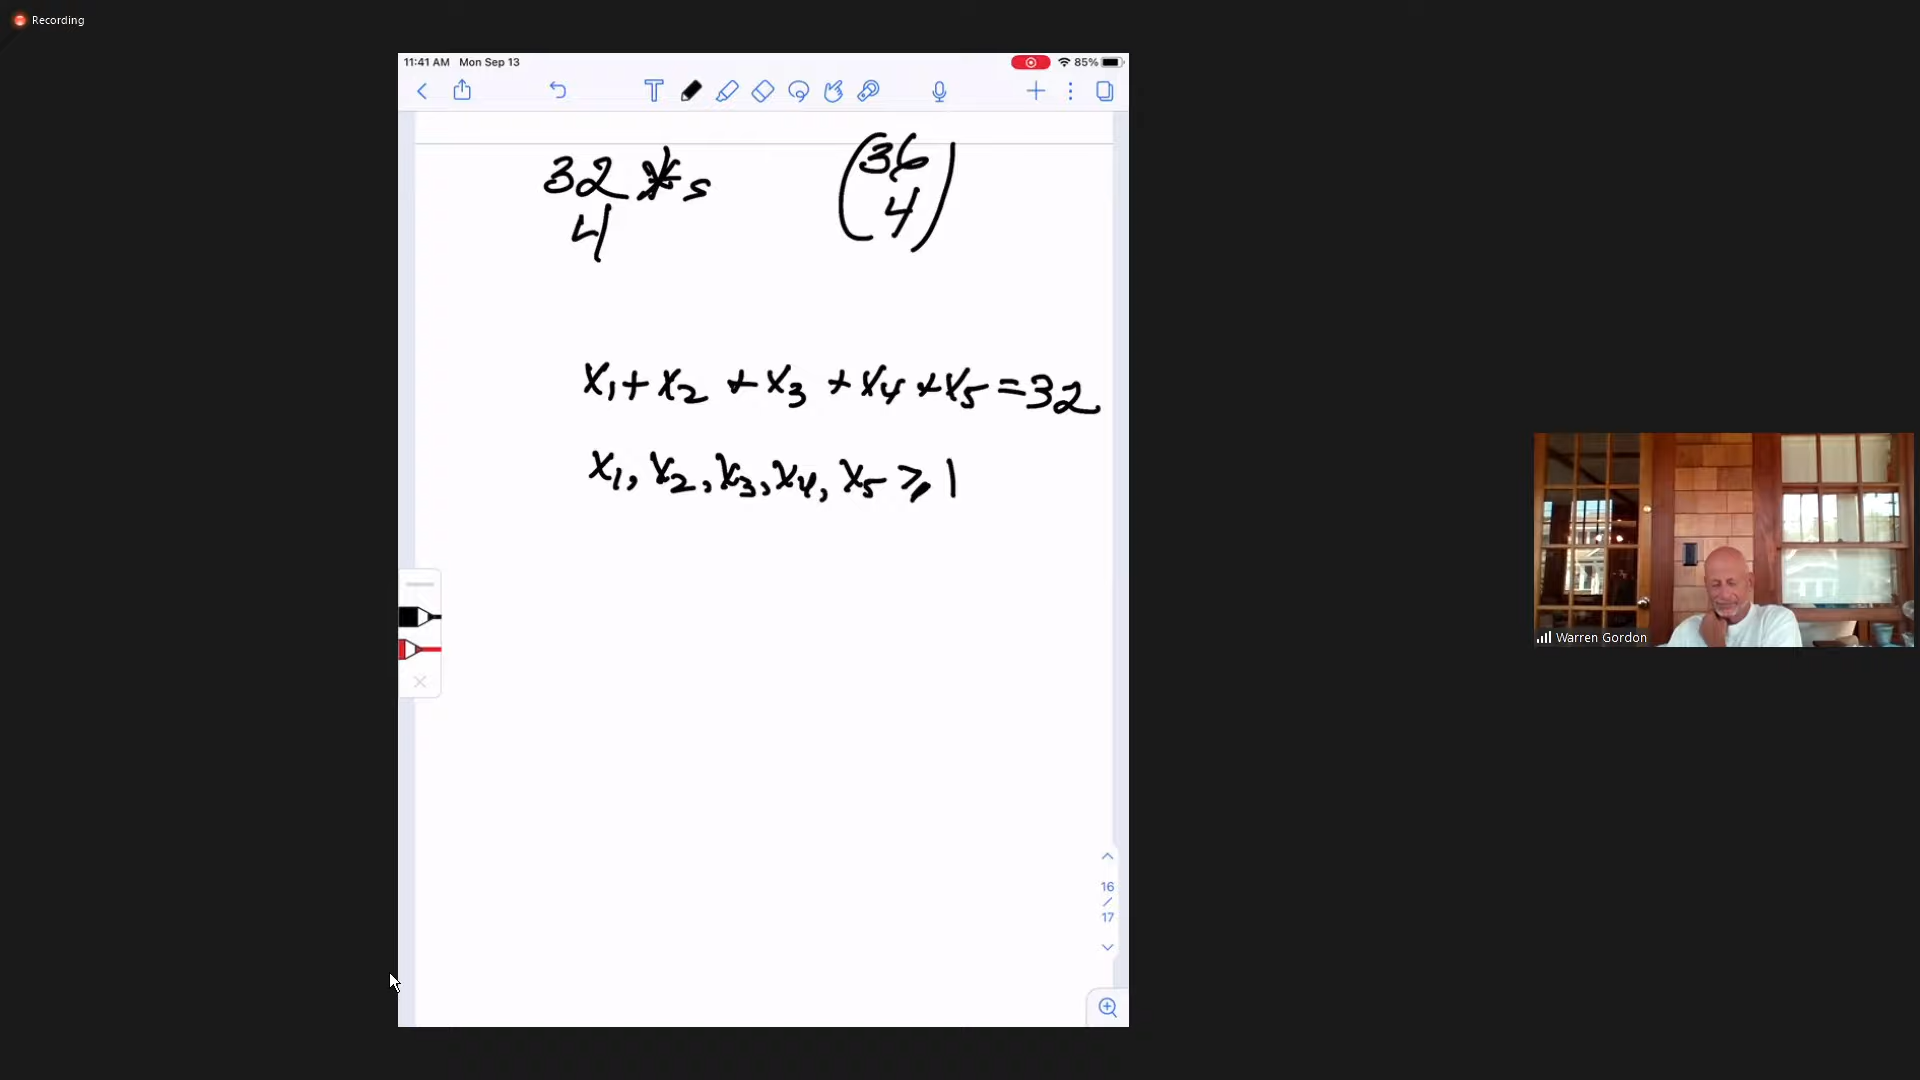 Recording
11:41 AM Mon Sep 13
85%
32 *s
4
(36
4)
x₁+x₂+x₃+x₄+x₅=32
x₁,x₂,x₃,x₄,x₅⩾1
16
/
17
Warren Gordon